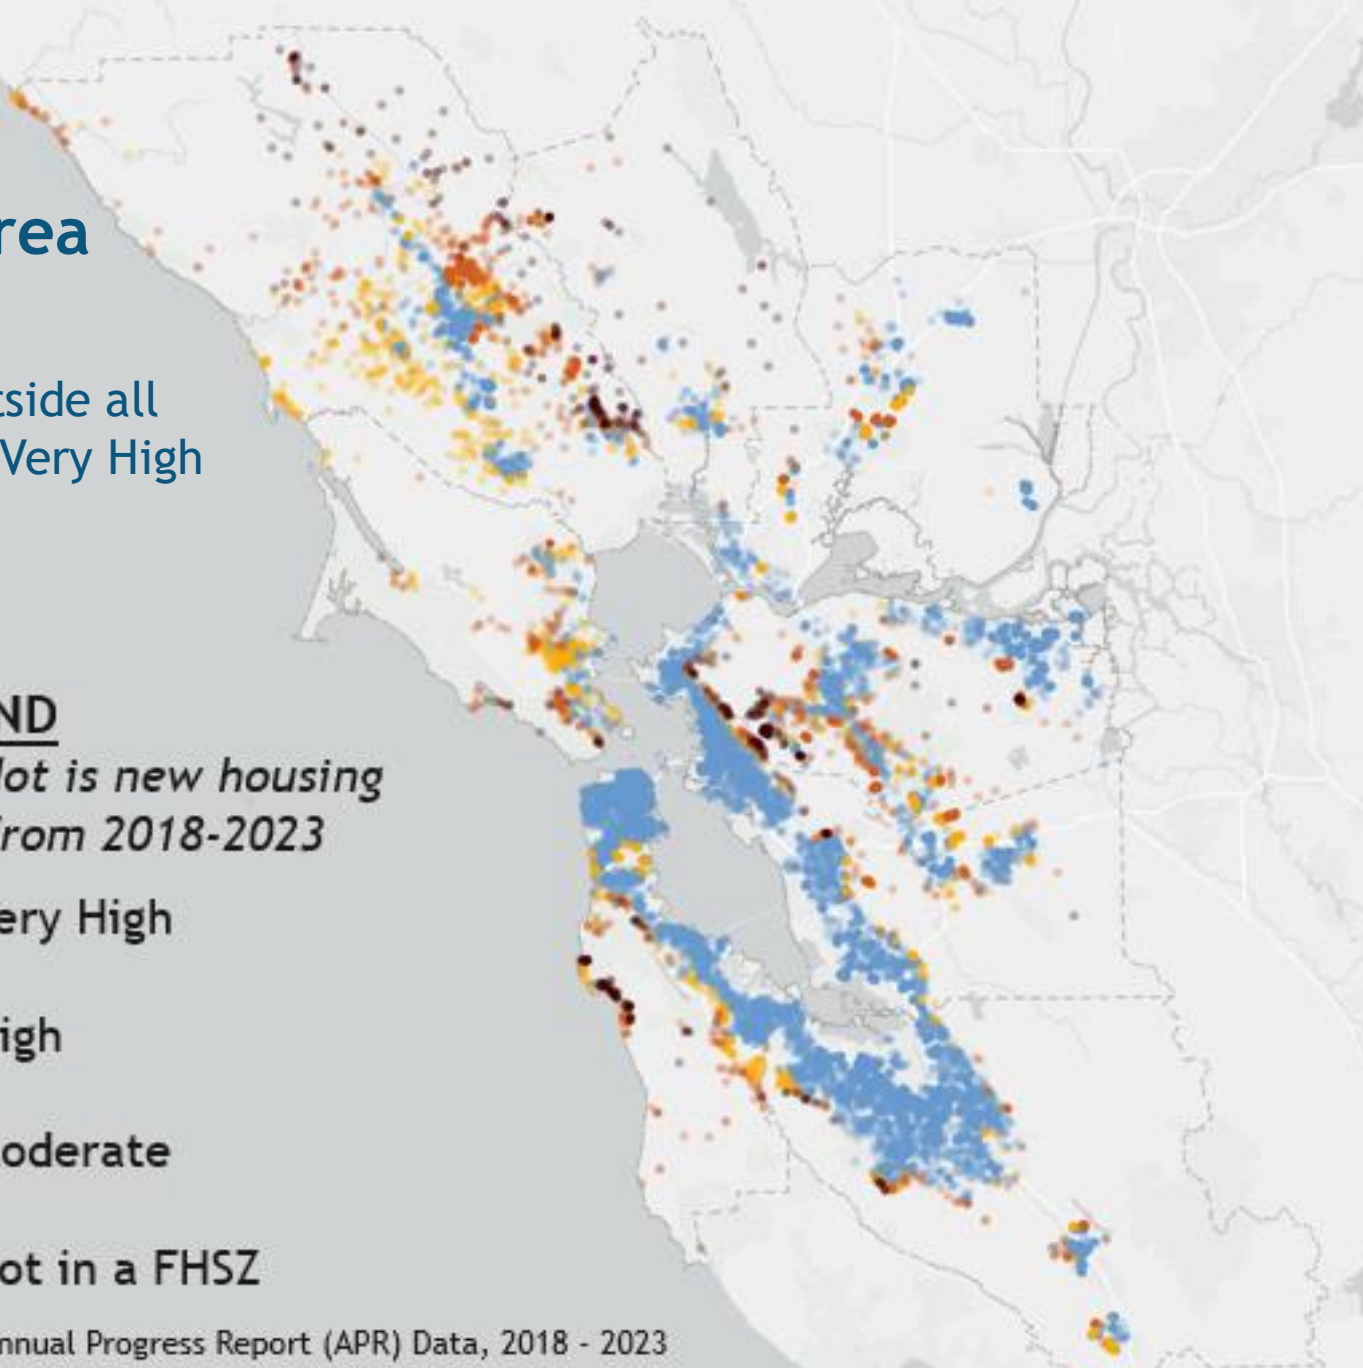 rea
tside all
Very High
ND
lot is new housing
from 2018-2023
ery High
igh
oderate
ot in a FHSZ
nnual Progress Report (APR) Data, 2018 - 2023